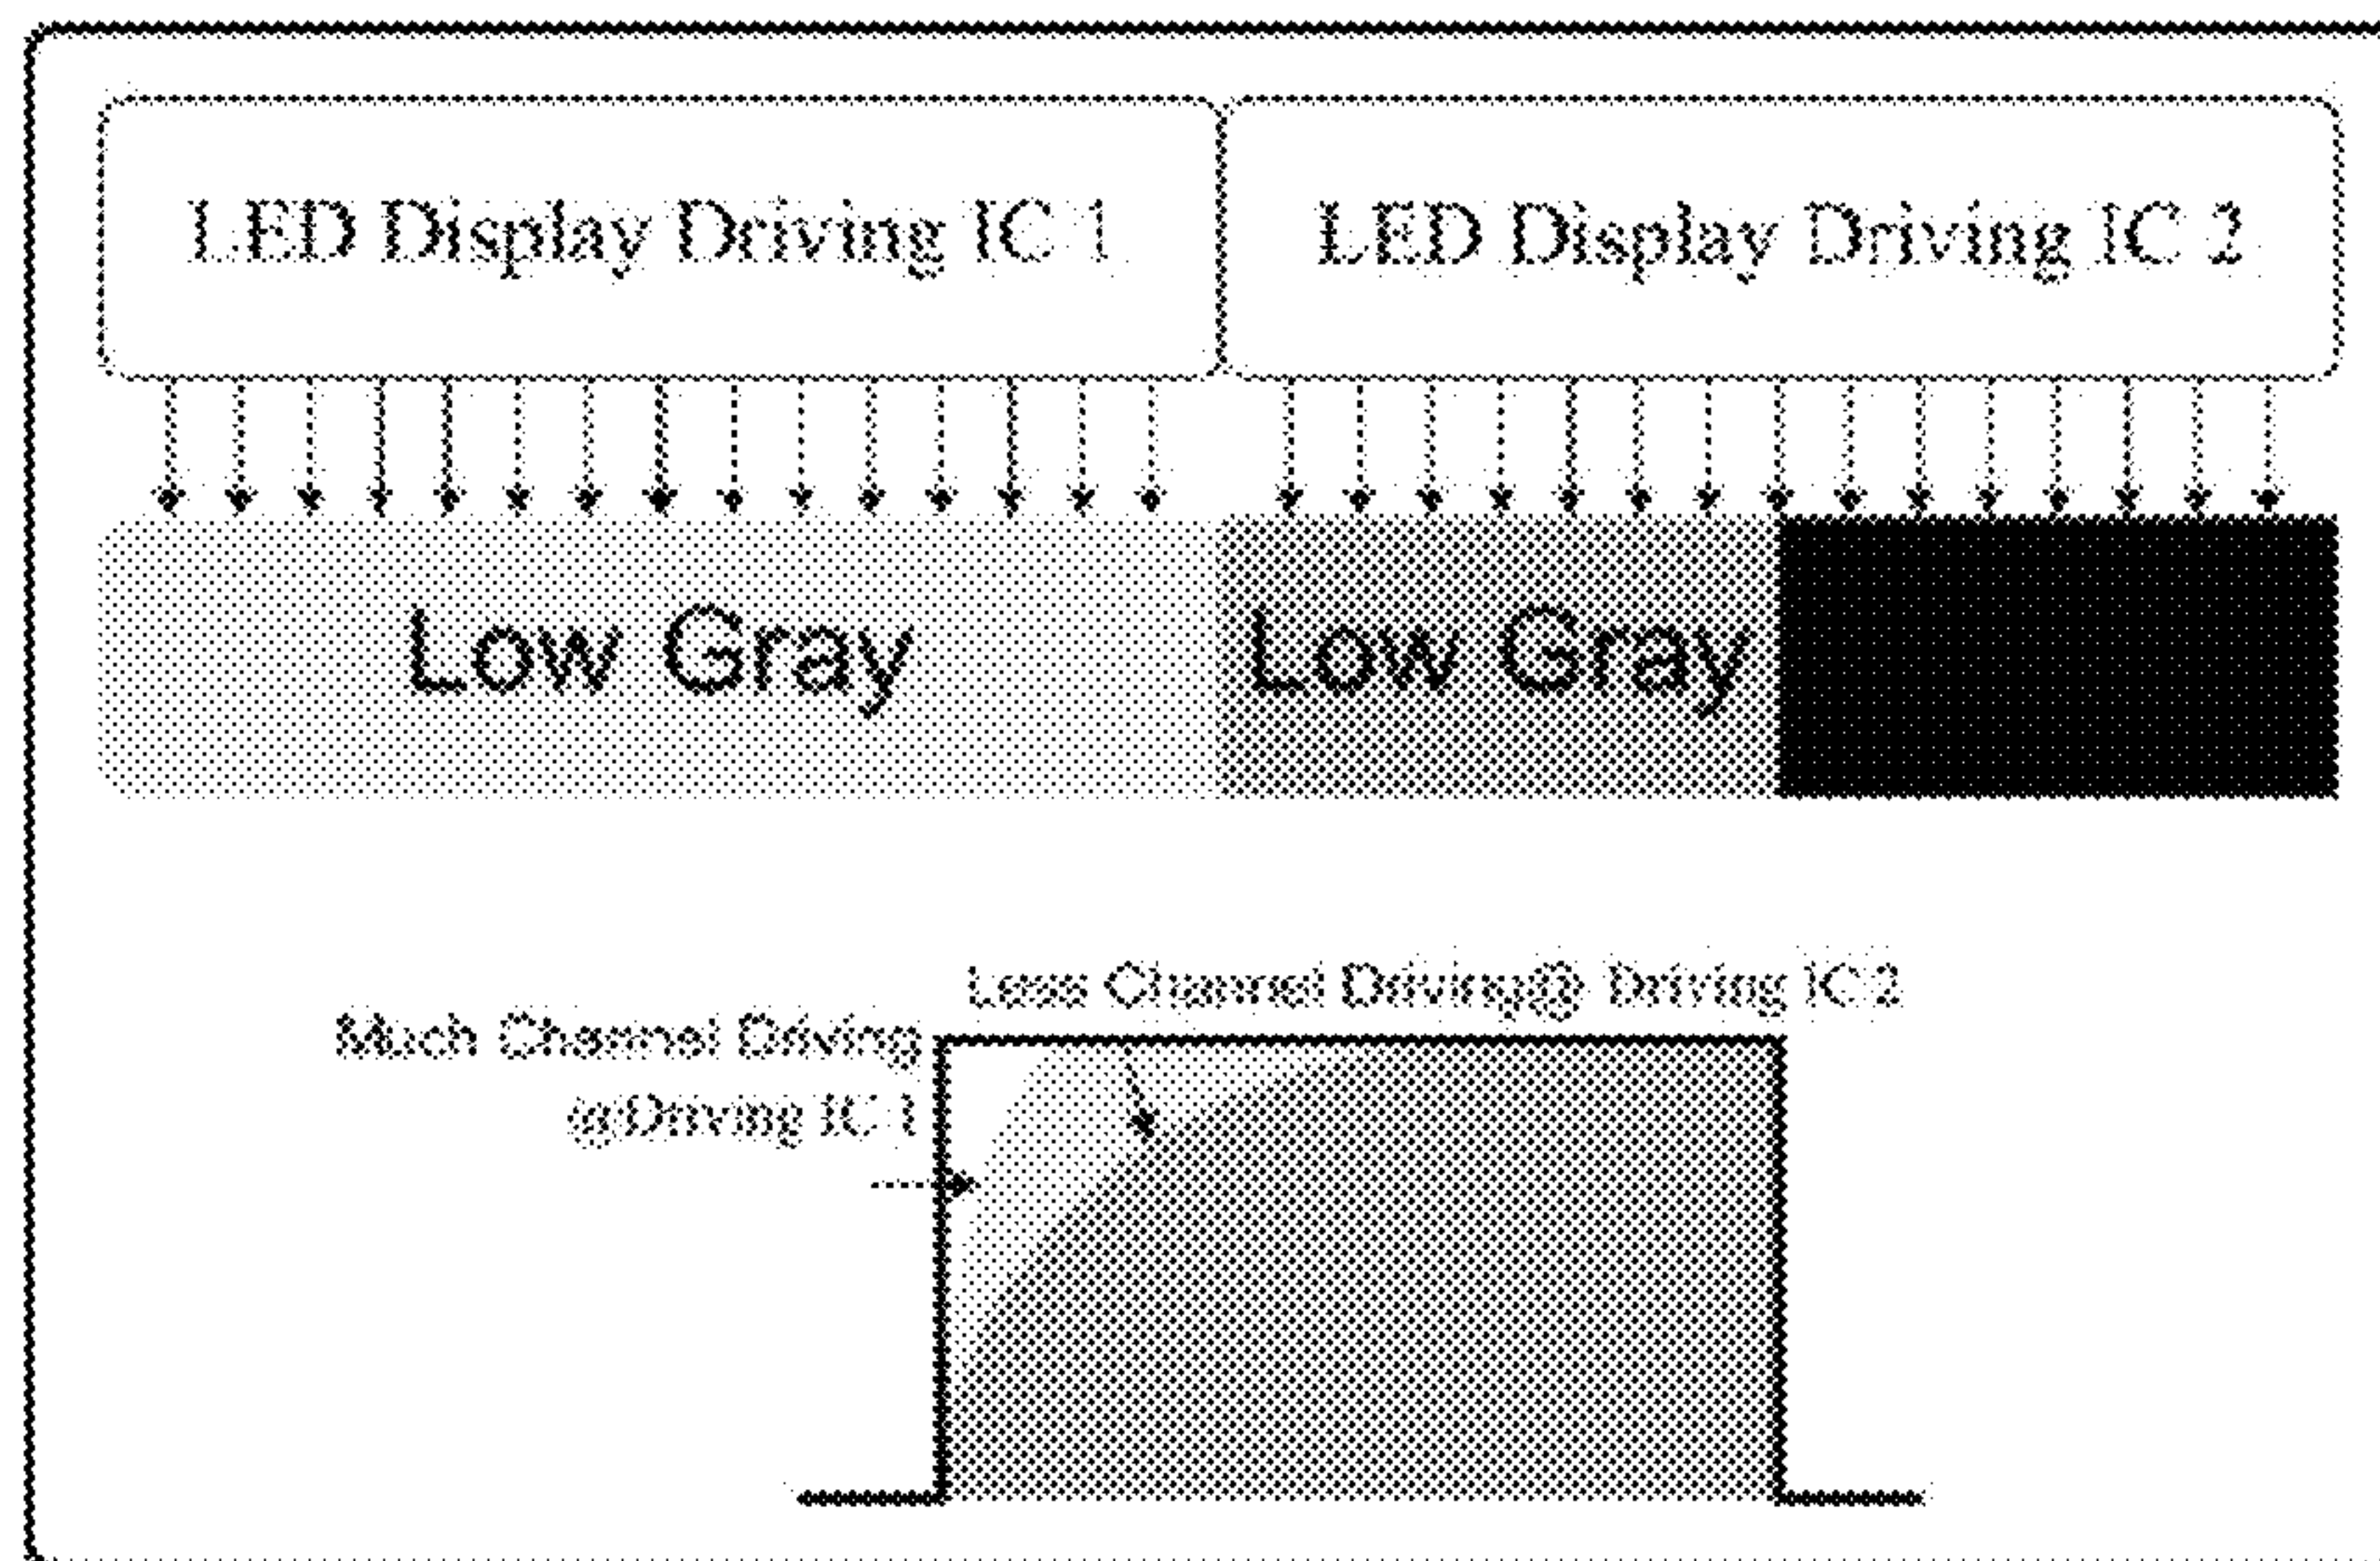 LED Display Driving IC 1
LED Display Driving IC 2
Low Gray
Low Gray
Less Channel Driving@ Driving IC 2
Much Channel Driving
@Driving IC 1